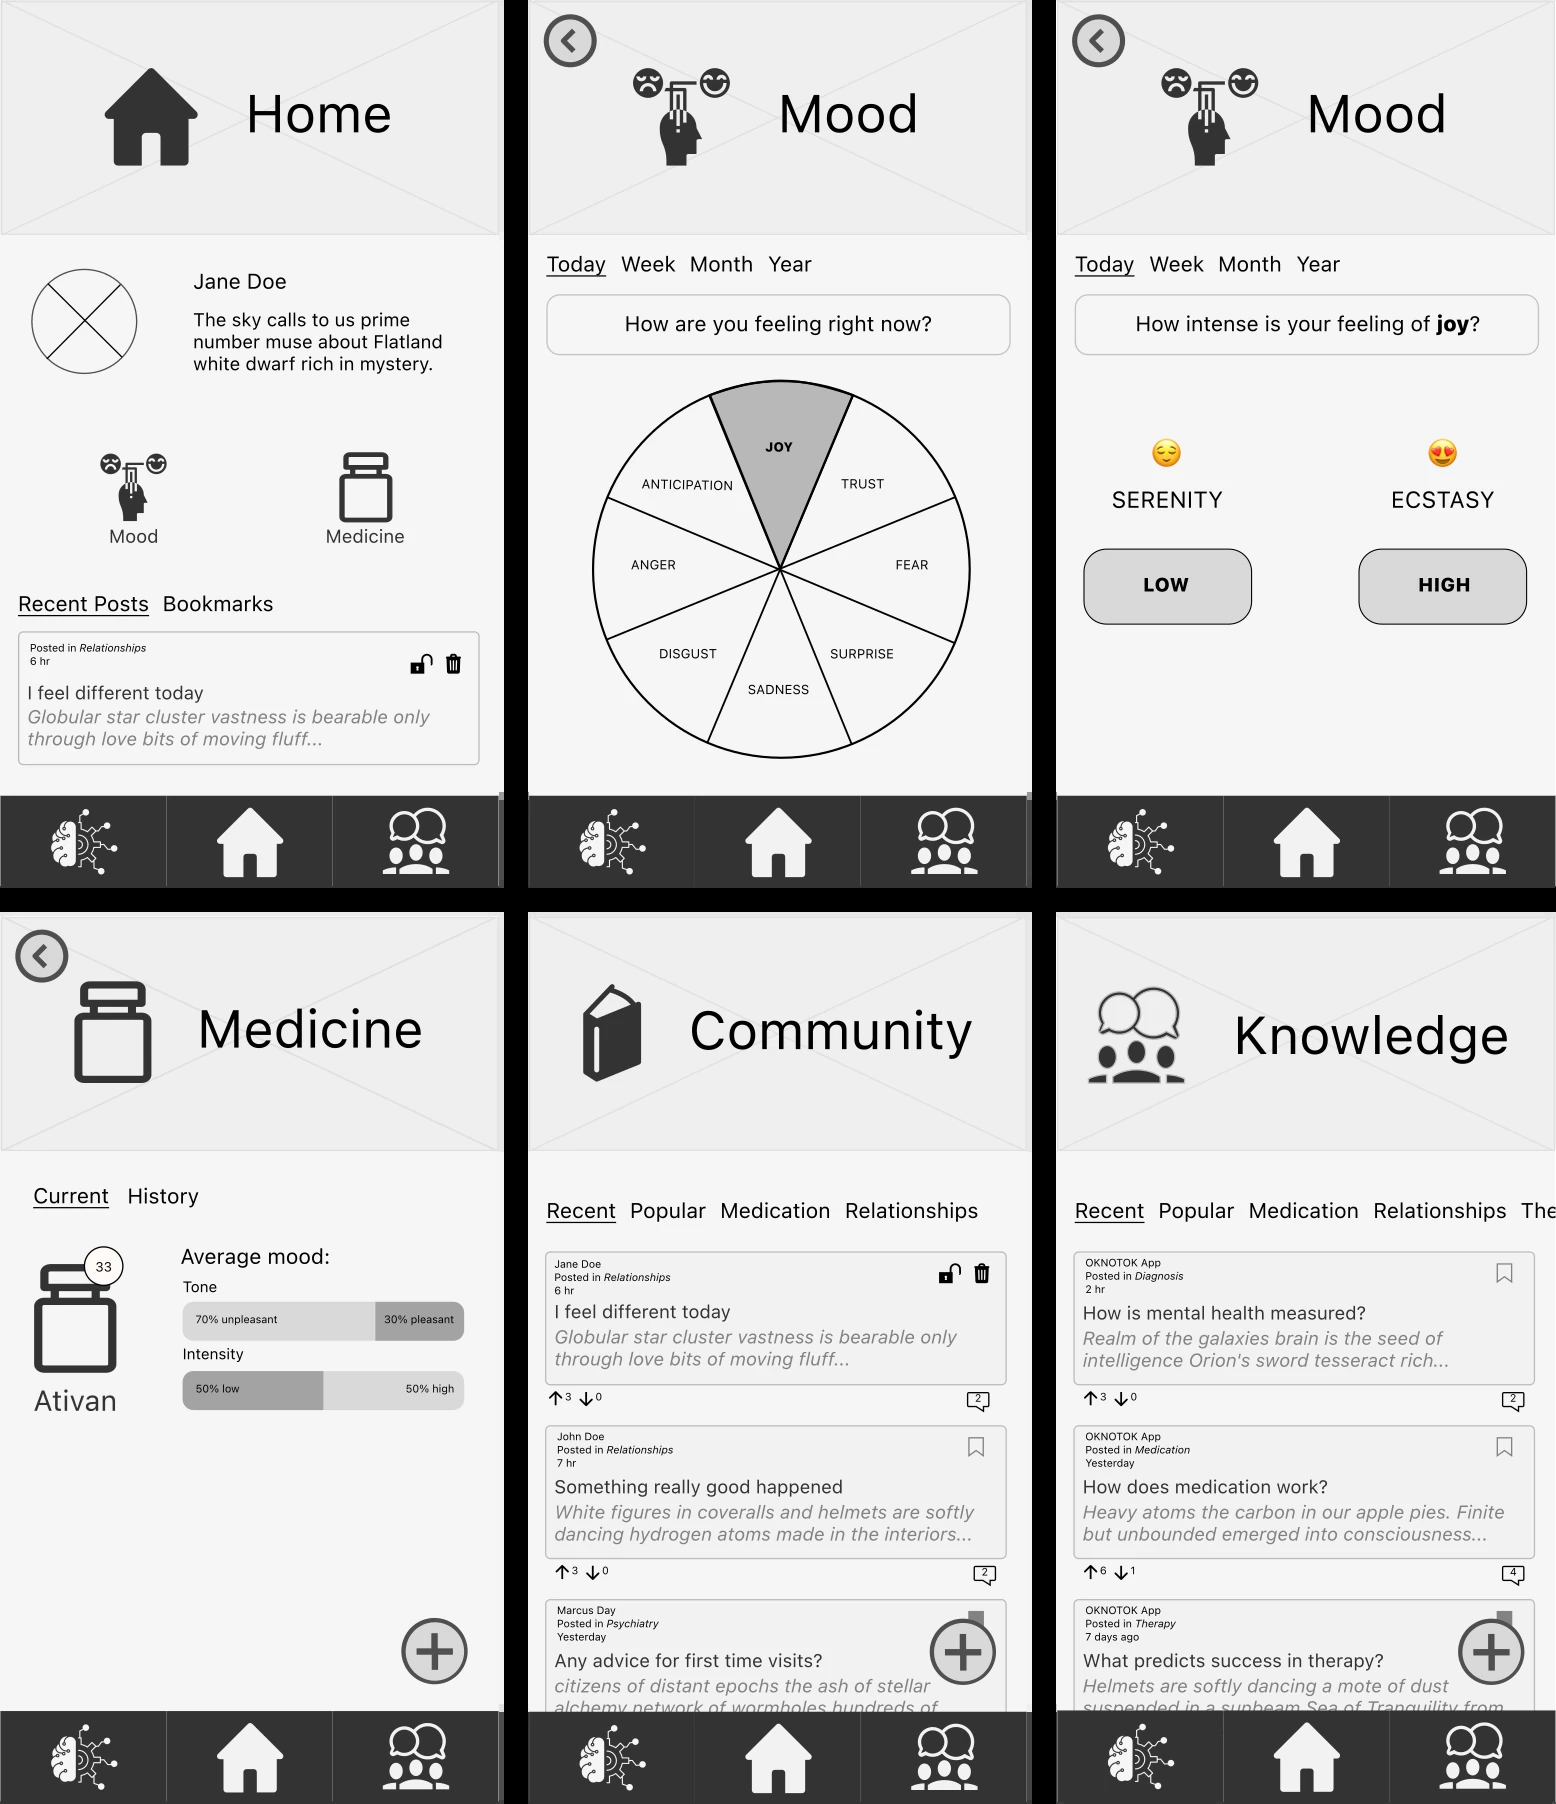 Home
Jane Doe
The sky calls to us prime
number muse about Flatland
white dwarf rich in mystery.
Mood
Medicine
Recent Posts Bookmarks
Posted in Relationships
6 hr
I feel different today
Globular star cluster vastness is bearable only
through love bits of moving fluff...
Mood
Today Week Month Year
How are you feeling right now?
JOY
ANTICIPATION
TRUST
ANGER
FEAR
DISGUST
SURPRISE
SADNESS
Mood
Today Week Month Year
How intense is your feeling of joy?
SERENITY
ECSTASY
LOW
HIGH
Medicine
Current History
33
Ativan
Average mood:
Tone
70% unpleasant 30% pleasant
Intensity
50% low 50% high
Community
Recent Popular Medication Relationships
Jane Doe
Posted in Relationships
6 hr
I feel different today
Globular star cluster vastness is bearable only
through love bits of moving fluff...
3 0 2
John Doe
Posted in Relationships
7 hr
Something really good happened
White figures in coveralls and helmets are softly
dancing hydrogen atoms made in the interiors...
3 0 2
Marcus Day
Posted in Psychiatry
Yesterday
Any advice for first time visits?
citizens of distant epochs the ash of stellar
alchemy network of wormholes hundreds of
Knowledge
Recent Popular Medication Relationships The
OKNOTOK App
Posted in Diagnosis
2 hr
How is mental health measured?
Realm of the galaxies brain is the seed of
intelligence Orion's sword tesseract rich...
3 0 2
OKNOTOK App
Posted in Medication
Yesterday
How does medication work?
Heavy atoms the carbon in our apple pies. Finite
but unbounded emerged into consciousness...
6 1 4
OKNOTOK App
Posted in Therapy
7 days ago
What predicts success in therapy?
Helmets are softly dancing a mote of dust
suspended in a sunbeam Sea of Tranquility from